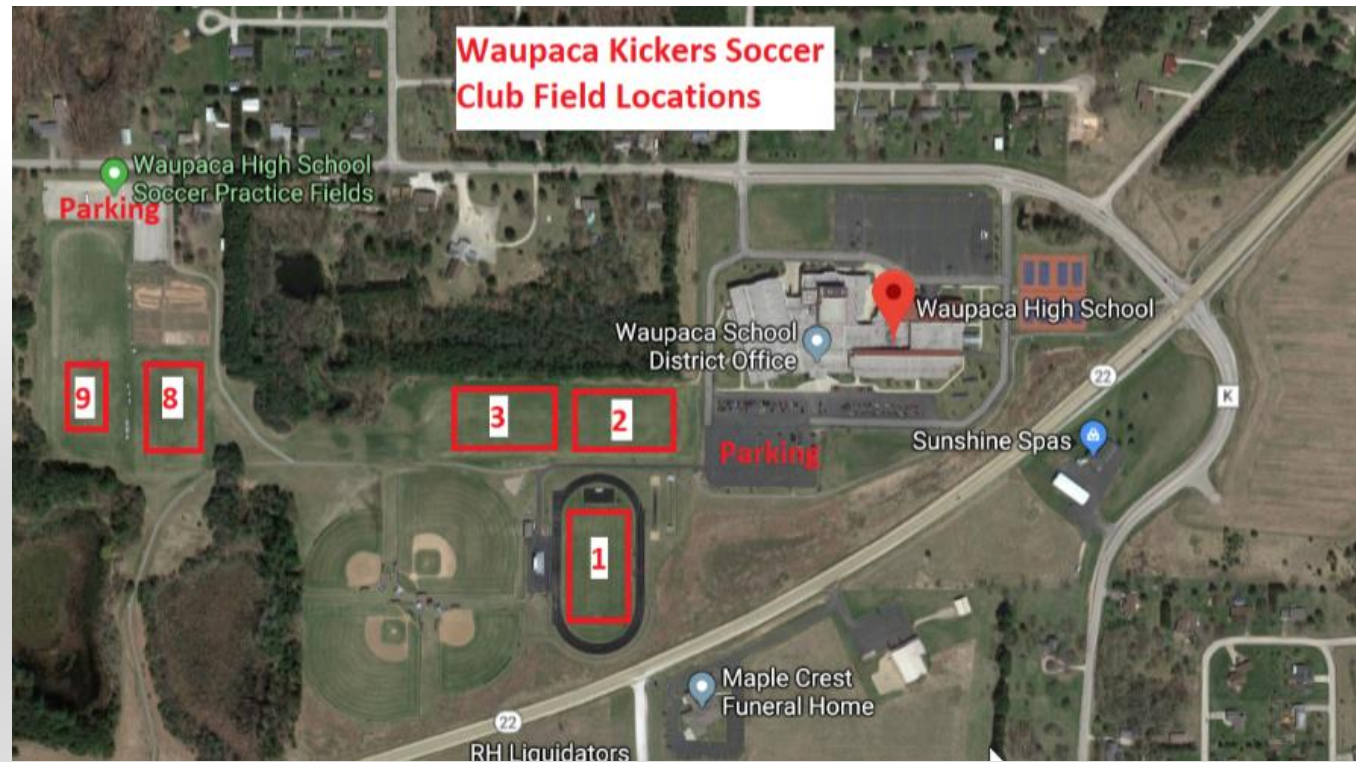 Waupaca Kickers Soccer
Club Field Locations
Waupaca High School
Soccer Practice Fields
Parking
Waupaca High School
Waupaca School
District Office
22
K
9
8
3
2
Parking
Sunshine Spas
1
Maple Crest
Funeral Home
22
RH Liquidators